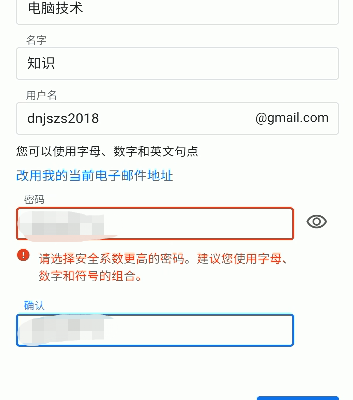 电脑技术
名字
知识
用户名
dnjszs2018
@gmail.com
您可以使用字母、数字和英文句点
改用我的当前电子邮件地址
密码
请选择安全系数更高的密码。建议您使用字母、
数字和符号的组合。
确认